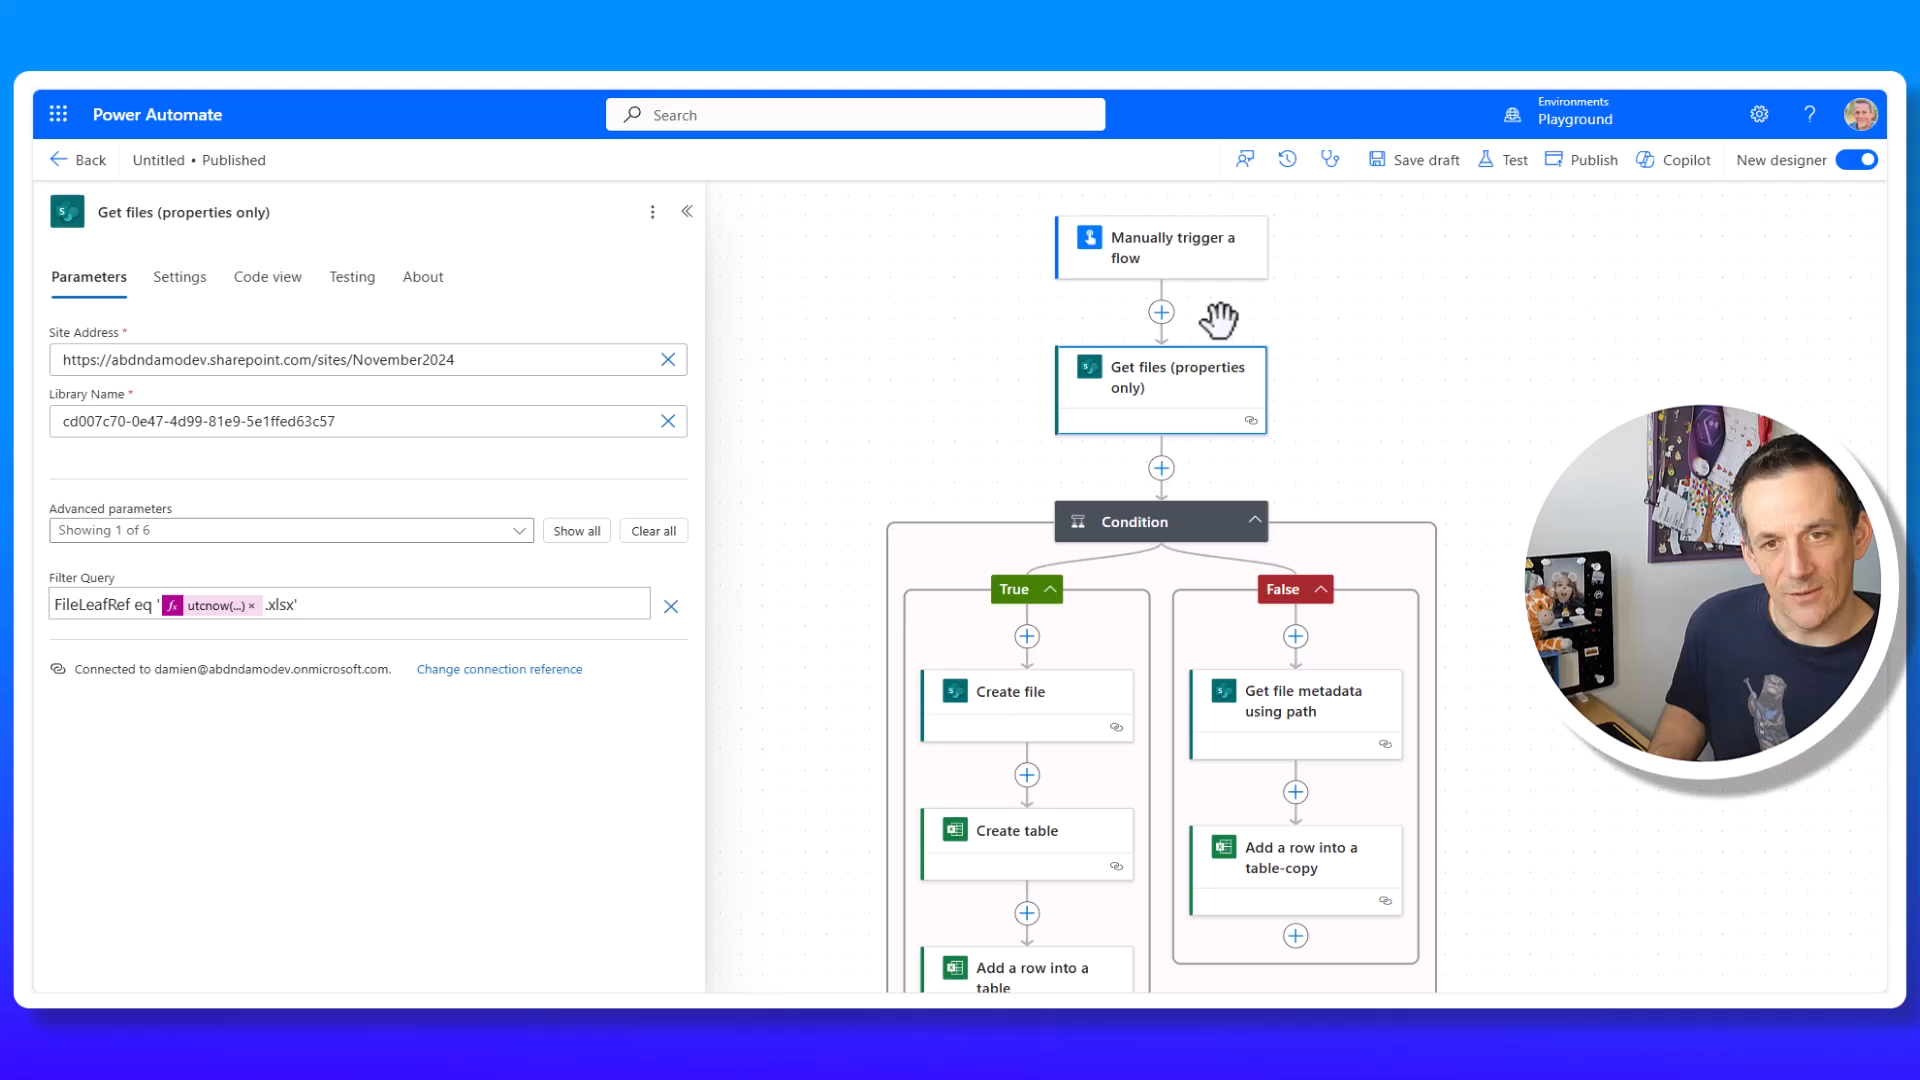 Power Automate
Search
Environments
Playground
?
Back
Untitled • Published
Save draft
Test
Publish
Copilot
New designer
Get files (properties only)
Parameters
Settings
Code view
Testing
About
Site Address *
https://abdndamodev.sharepoint.com/sites/November2024
Library Name *
cd007c70-0e47-4d99-81e9-5e1ffed63c57
Advanced parameters
Showing 1 of 6
Show all
Clear all
Filter Query
FileLeafRef eq ' fx utcnow(...) × .xlsx'
Connected to damien@abdndamodev.onmicrosoft.com.
Change connection reference
Manually trigger a
flow
Get files (properties
only)
Condition
True
False
Create file
Get file metadata
using path
Create table
Add a row into a
table-copy
Add a row into a
table